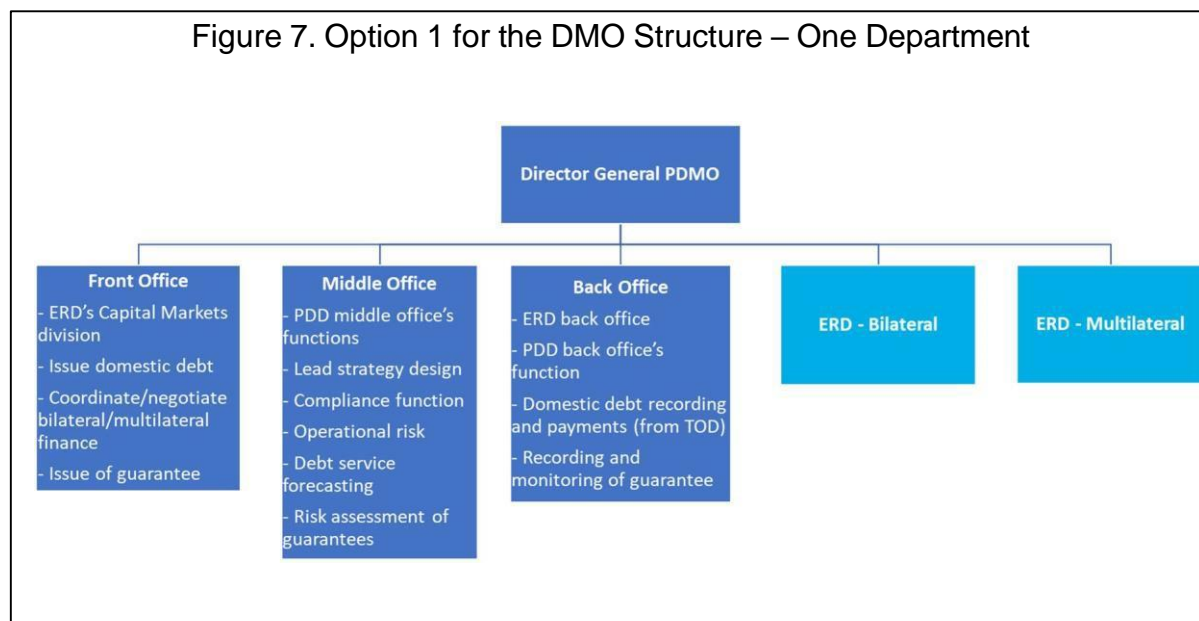 Figure 7. Option 1 for the DMO Structure – One Department
Director General PDMO
Front Office
- ERD's Capital Markets
division
- Issue domestic debt
- Coordinate/negotiate
bilateral/multilateral
finance
- Issue of guarantee
Middle Office
- PDD middle office's
functions
- Lead strategy design
- Compliance function
- Operational risk
- Debt service
forecasting
- Risk assessment of
guarantees
Back Office
- ERD back office
- PDD back office's
function
- Domestic debt recording
and payments (from TOD)
- Recording and
monitoring of guarantee
ERD - Bilateral
ERD - Multilateral